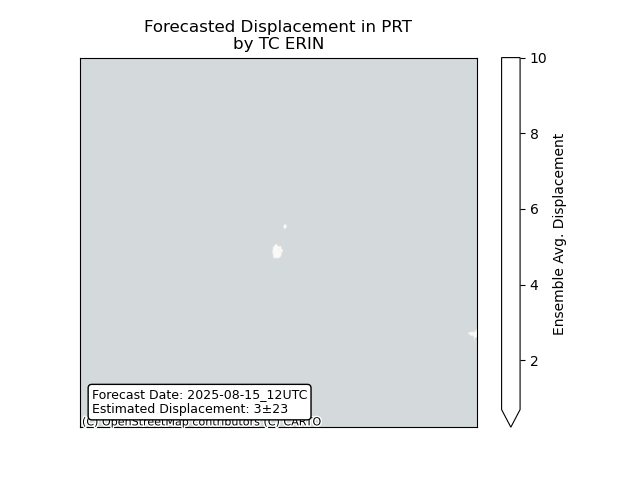 Forecasted Displacement in PRT
by TC ERIN
10
8
6
4
2
Ensemble Avg. Displacement
Forecast Date: 2025-08-15_12UTC
Estimated Displacement: 3±23
(C) OpenStreetMap contributors (C) CARTO